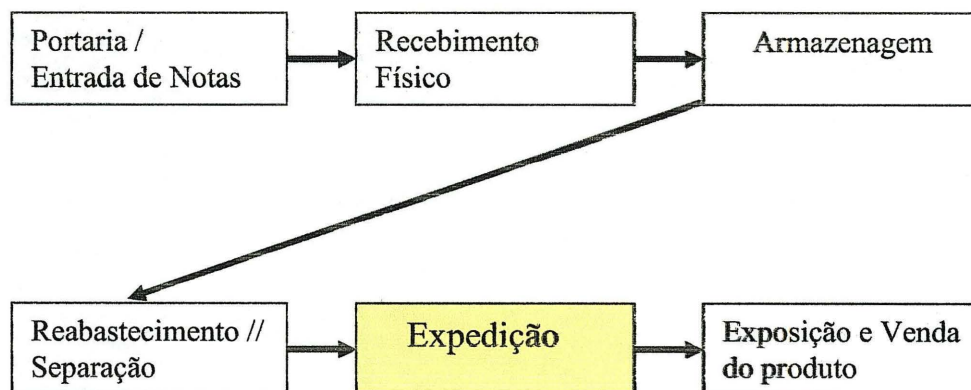 Portaria /
Entrada de Notas
Recebimento
Físico
Armazenagem
Reabastecimento //
Separação
Expedição
Exposição e Venda
do produto